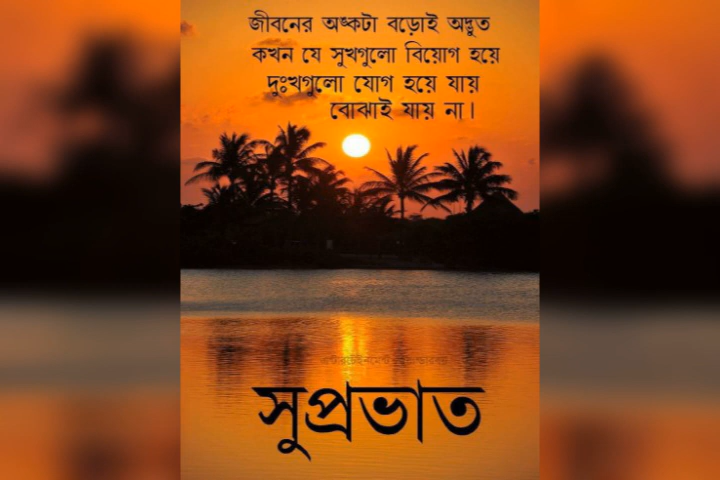 জীবনের অঙ্কটা বড়োই অদ্ভুত
কখন যে সুখগুলো বিয়োগ হয়ে
দুঃখগুলো যোগ হয়ে যায়
বোঝাই যায় না।
সুপ্রভাত